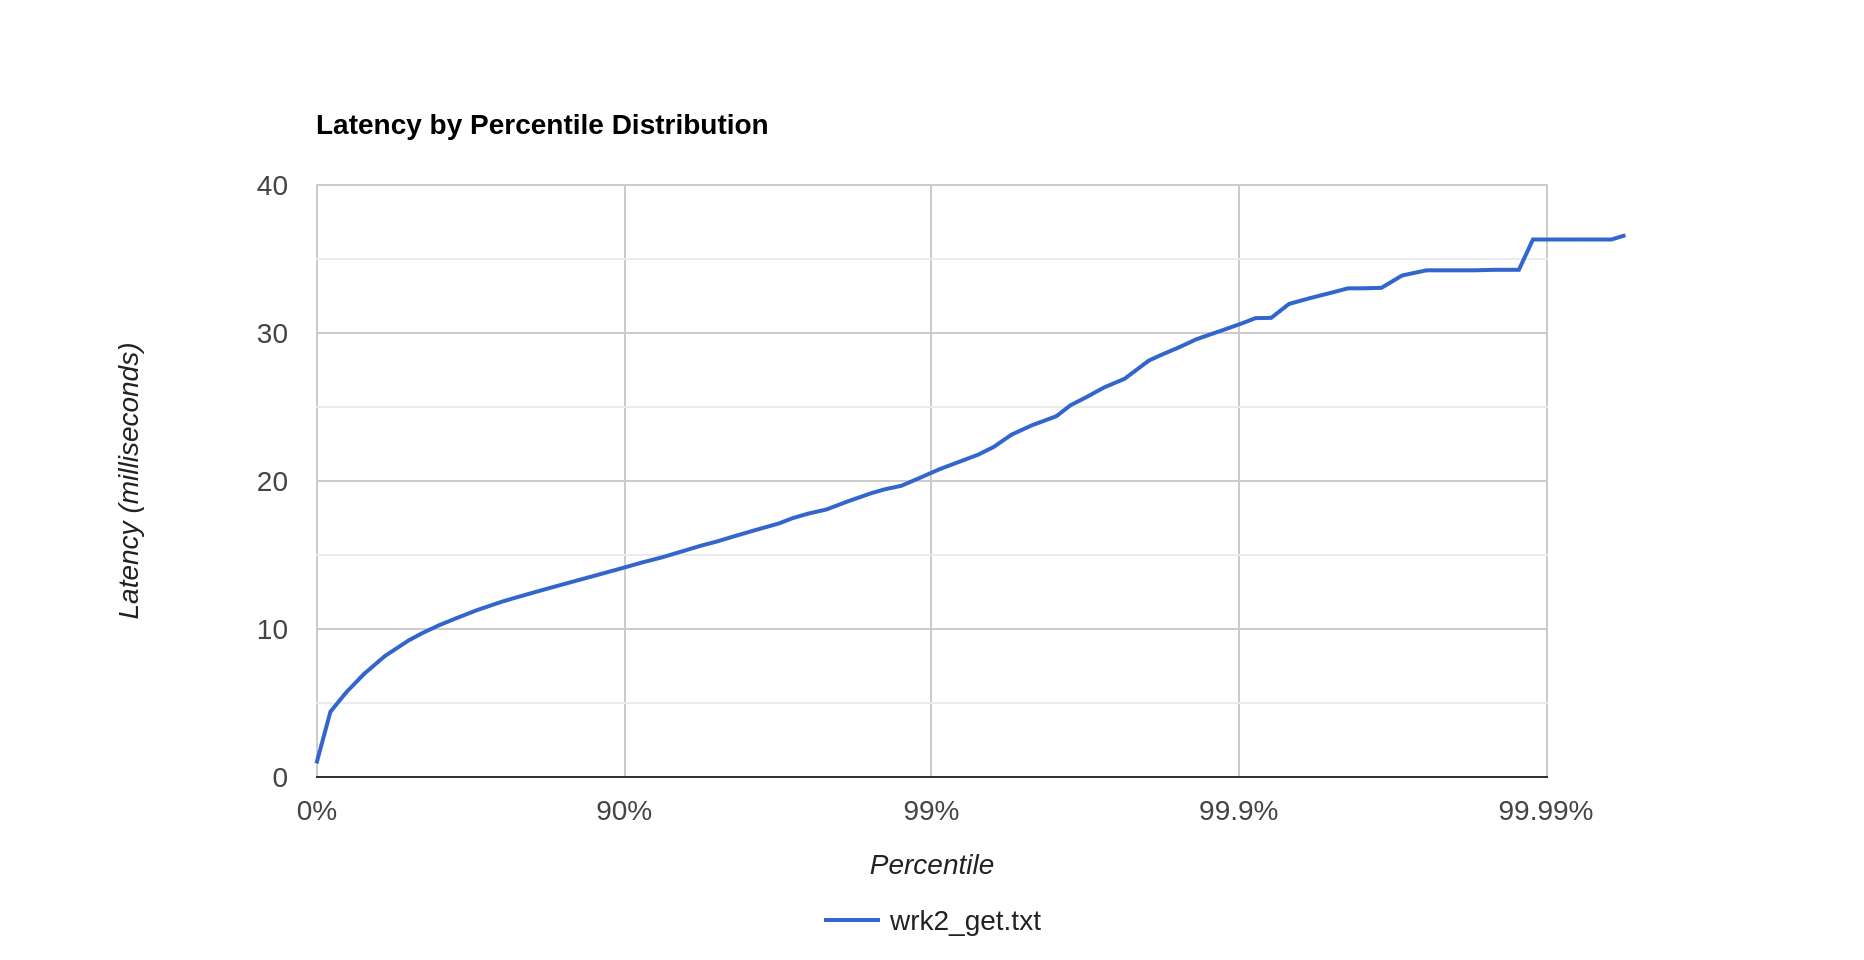 Latency by Percentile Distribution
40
30
20
10
0
Latency (milliseconds)
0% 90% 99% 99.9% 99.99%
Percentile
wrk2_get.txt